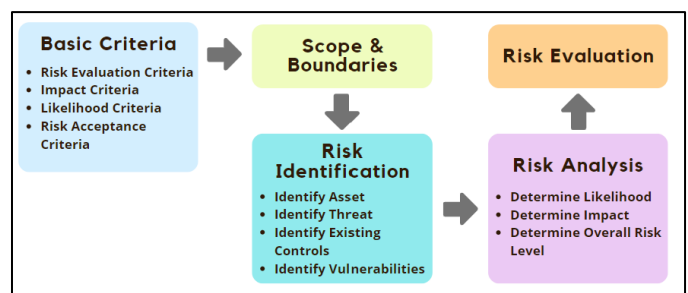 Basic Criteria
• Risk Evaluation Criteria
• Impact Criteria
• Likelihood Criteria
• Risk Acceptance
Criteria
Scope &
Boundaries
Risk
Identification
• Identify Asset
• Identify Threat
• Identify Existing
Controls
• Identify Vulnerabilities
Risk Analysis
• Determine Likelihood
• Determine Impact
• Determine Overall Risk
Level
Risk Evaluation